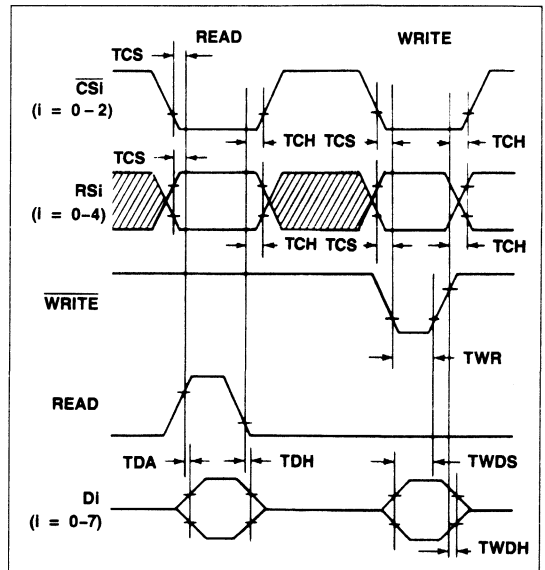 READ WRITE
TCS
CSi
(i = 0–2)
TCH TCS TCH
TCS
RSi
(i = 0–4)
TCH TCS TCH
WRITE
TWR
READ
TDA TDH TWDS
Di
(i = 0–7)
TWDH